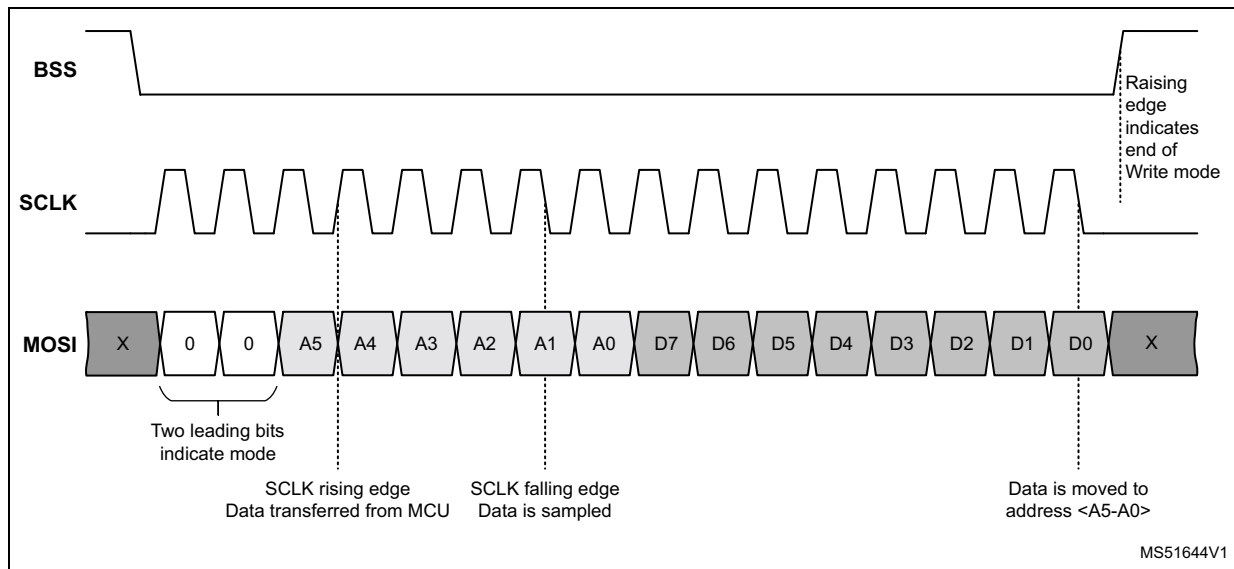 BSS
Raising
edge
indicates
end of
Write mode
SCLK
MOSI
X 0 0 A5 A4 A3 A2 A1 A0 D7 D6 D5 D4 D3 D2 D1 D0 X
Two leading bits
indicate mode
SCLK rising edge
Data transferred from MCU
SCLK falling edge
Data is sampled
Data is moved to
address <A5-A0>
MS51644V1